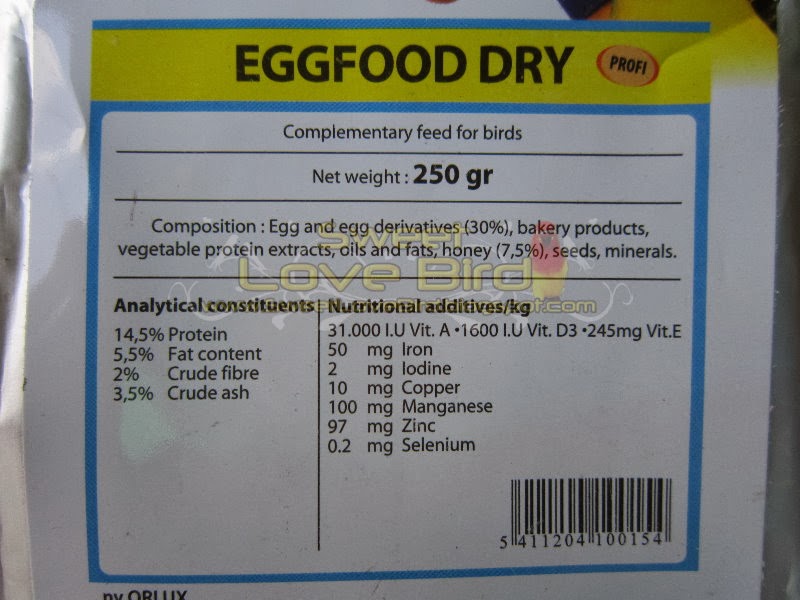 EGGFOOD DRY PROFI
Complementary feed for birds
Net weight : 250 gr
Composition : Egg and egg derivatives (30%), bakery products,
vegetable protein extracts, oils and fats, honey (7,5%), seeds, minerals.
Sweet
Love Bird
Analytical constituents
14,5% Protein
5,5% Fat content
2% Crude fibre
3,5% Crude ash
Nutritional additives/kg
31.000 I.U Vit. A •1600 I.U Vit. D3 •245mg Vit.E
50 mg Iron
2 mg Iodine
10 mg Copper
100 mg Manganese
97 mg Zinc
0.2 mg Selenium
5 411204 100154
nv ORLUX